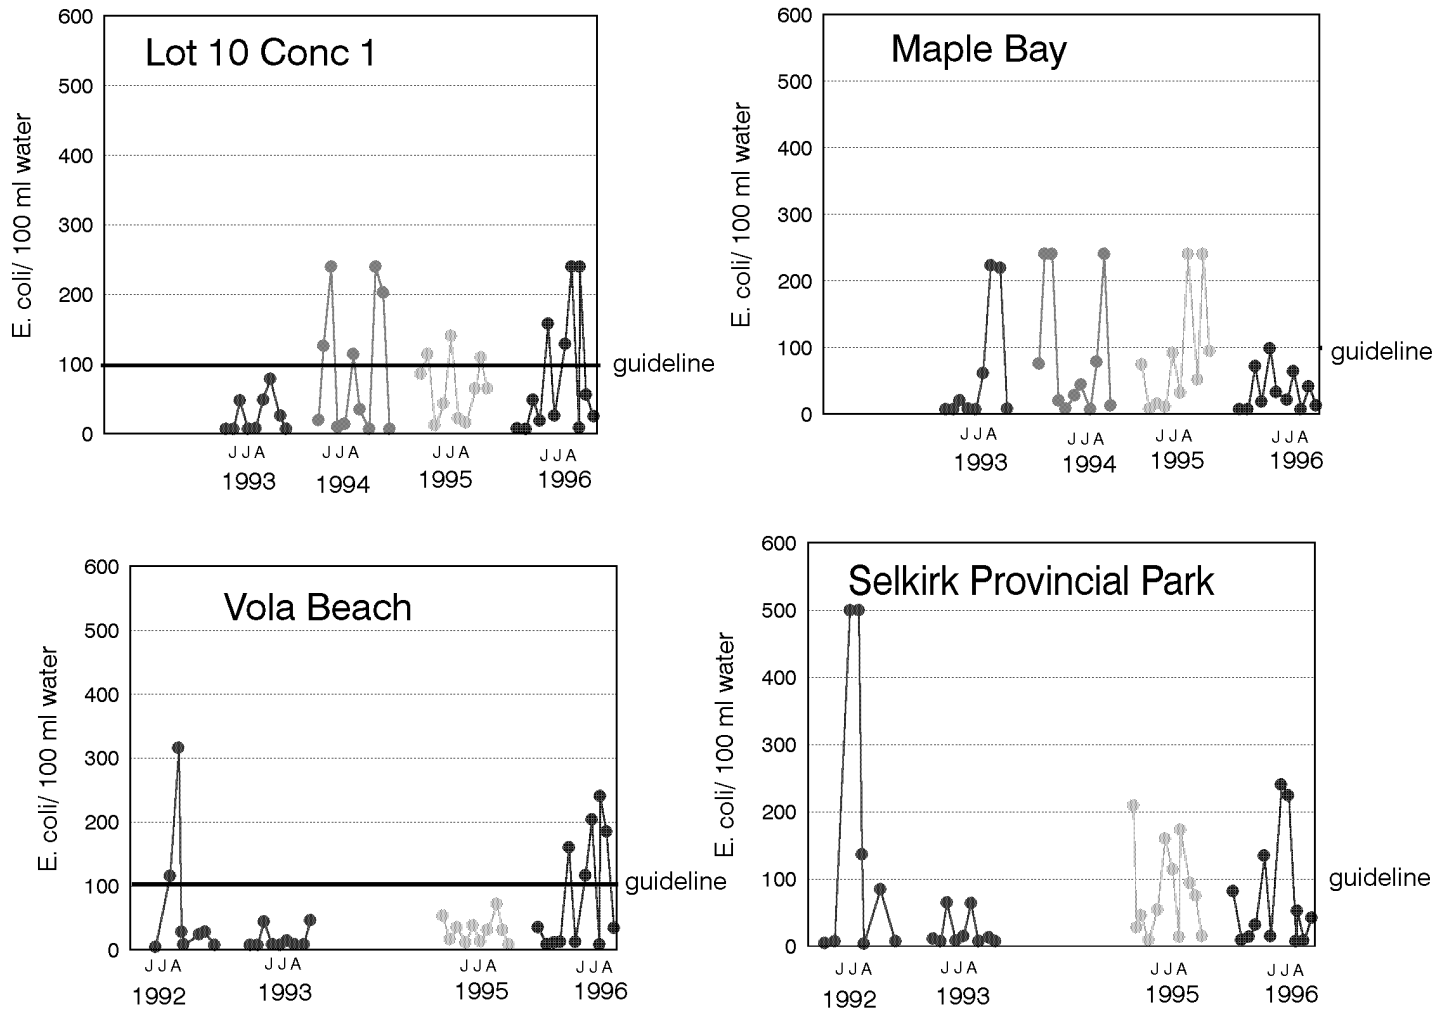 Lot 10 Conc 1
E. coli/ 100 ml water
600
500
400
300
200
100
0
guideline
J J A
1993
J J A
1994
J J A
1995
J J A
1996
Maple Bay
E. coli/ 100 ml water
600
500
400
300
200
100
0
guideline
J J A
1993
J J A
1994
J J A
1995
J J A
1996
Vola Beach
E. coli/ 100 ml water
600
500
400
300
200
100
0
guideline
J J A
1992
J J A
1993
J J A
1995
J J A
1996
Selkirk Provincial Park
E. coli/ 100 ml water
600
500
400
300
200
100
0
guideline
J J A
1992
J J A
1993
J J A
1995
J J A
1996